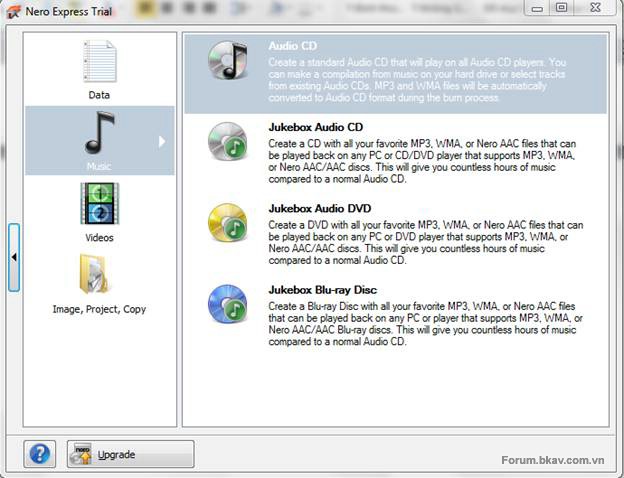 Nero Express Trial
Data
Music
Videos
Image, Project, Copy
Audio CD
Create a standard Audio CD that will play on all Audio CD players. You
can make a compilation from music on your hard drive or select tracks
from existing Audio CDs. MP3 and WMA files will be automatically
converted to Audio CD format during the burn process.
Jukebox Audio CD
Create a CD with all your favorite MP3, WMA, or Nero AAC files that can
be played back on any PC or CD/DVD player that supports MP3, WMA,
or Nero AAC/AAC discs. This will give you countless hours of music
compared to a normal Audio CD.
Jukebox Audio DVD
Create a DVD with all your favorite MP3, WMA, or Nero AAC files that can
be played back on any PC or DVD player that supports MP3, WMA, or
Nero AAC/AAC discs. This will give you countless hours of music
compared to a normal Audio CD.
Jukebox Blu-ray Disc
Create a Blu-ray Disc with all your favorite MP3, WMA, or Nero AAC files
that can be played back on any PC or player that supports MP3, WMA, or
Nero AAC/AAC Blu-ray discs. This will give you countless hours of music
compared to a normal Audio CD.
nero
Upgrade
Forum.bkav.com.vn